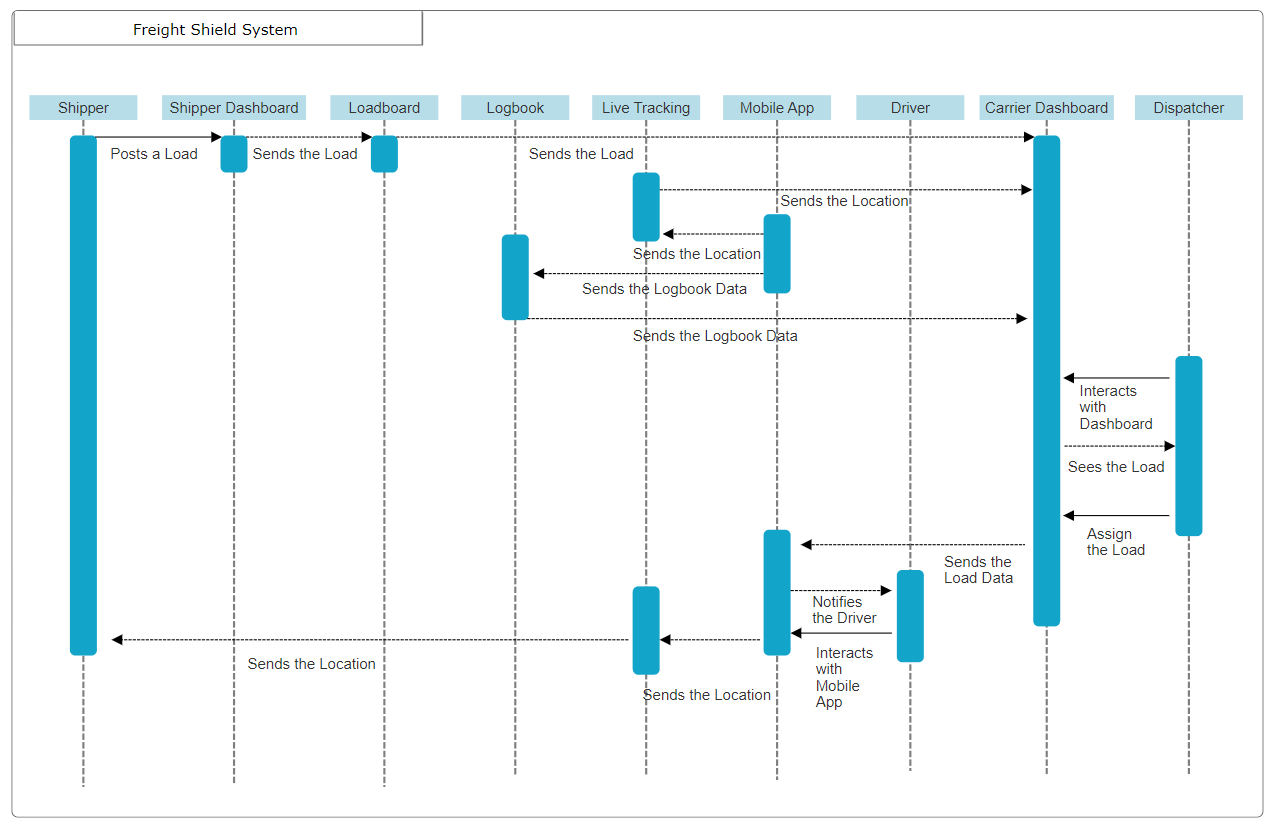 Freight Shield System
Shipper
Shipper Dashboard
Loadboard
Logbook
Live Tracking
Mobile App
Driver
Carrier Dashboard
Dispatcher
Posts a Load
Sends the Load
Sends the Load
Sends the Location
Sends the Location
Sends the Logbook Data
Sends the Logbook Data
Interacts
with
Dashboard
Sees the Load
Assign
the Load
Sends the
Load Data
Notifies
the Driver
Interacts
with
Mobile
App
Sends the Location
Sends the Location